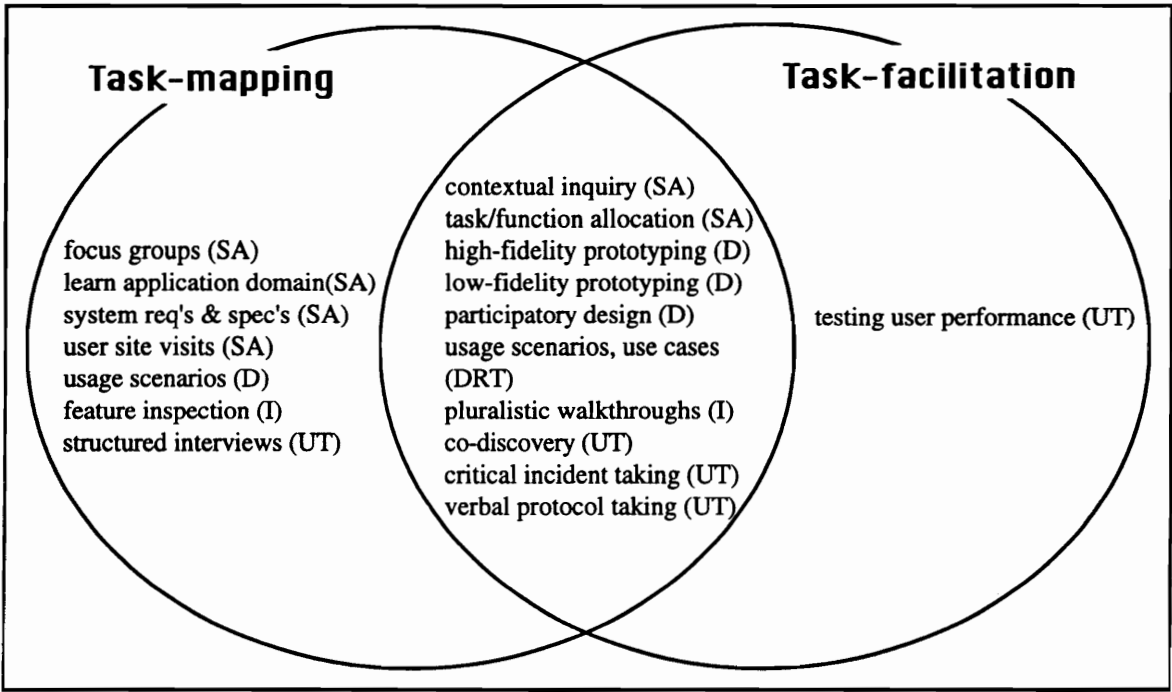 Task-mapping
Task-facilitation
focus groups (SA)
learn application domain(SA)
system req's & spec's (SA)
user site visits (SA)
usage scenarios (D)
feature inspection (I)
structured interviews (UT)
contextual inquiry (SA)
task/function allocation (SA)
high-fidelity prototyping (D)
low-fidelity prototyping (D)
participatory design (D)
usage scenarios, use cases
(DRT)
pluralistic walkthroughs (I)
co-discovery (UT)
critical incident taking (UT)
verbal protocol taking (UT)
testing user performance (UT)